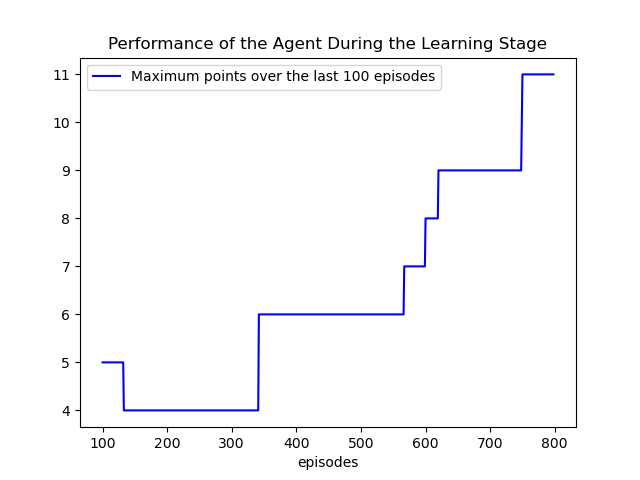 Performance of the Agent During the Learning Stage
Maximum points over the last 100 episodes
11
10
9
8
7
6
5
4
100 200 300 400 500 600 700 800
episodes